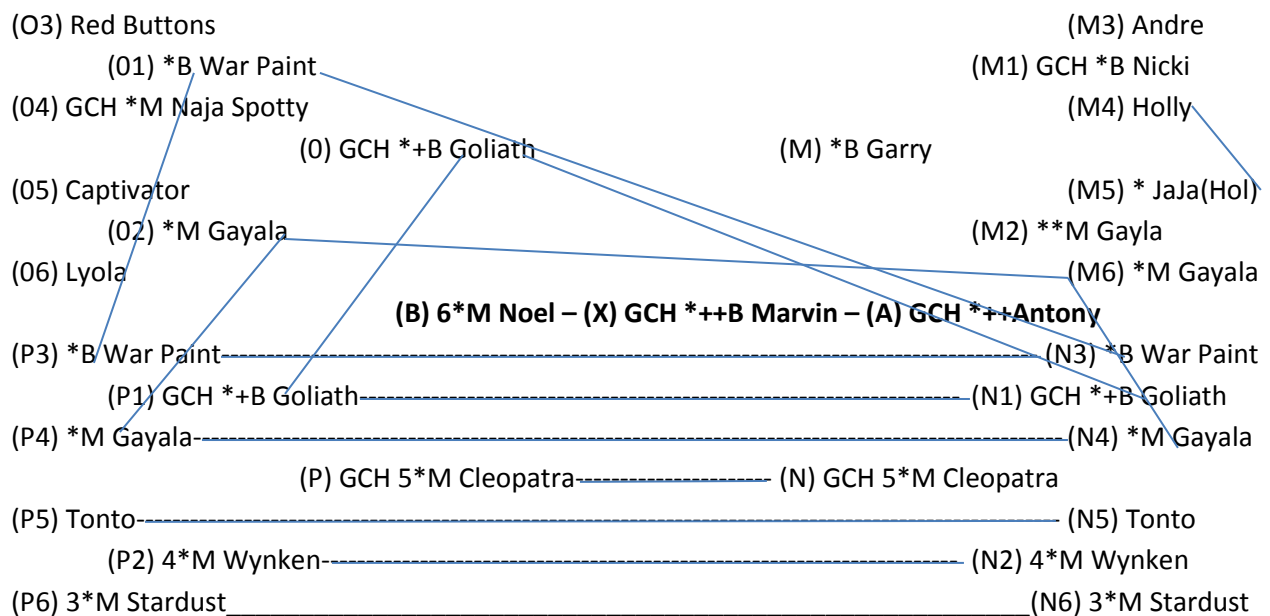 (O3) Red Buttons (M3) Andre
(01) *B War Paint (M1) GCH *B Nicki
(04) GCH *M Naja Spotty (M4) Holly
(0) GCH *+B Goliath (M) *B Garry
(05) Captivator (M5) * JaJa(Hol)
(02) *M Gayala (M2) **M Gayla
(06) Lyola (M6) *M Gayala
(B) 6*M Noel – (X) GCH *++B Marvin – (A) GCH *++Antony
(P3) *B War Paint (N3) *B War Paint
(P1) GCH *+B Goliath (N1) GCH *+B Goliath
(P4) *M Gayala (N4) *M Gayala
(P) GCH 5*M Cleopatra (N) GCH 5*M Cleopatra
(P5) Tonto (N5) Tonto
(P2) 4*M Wynken (N2) 4*M Wynken
(P6) 3*M Stardust (N6) 3*M Stardust